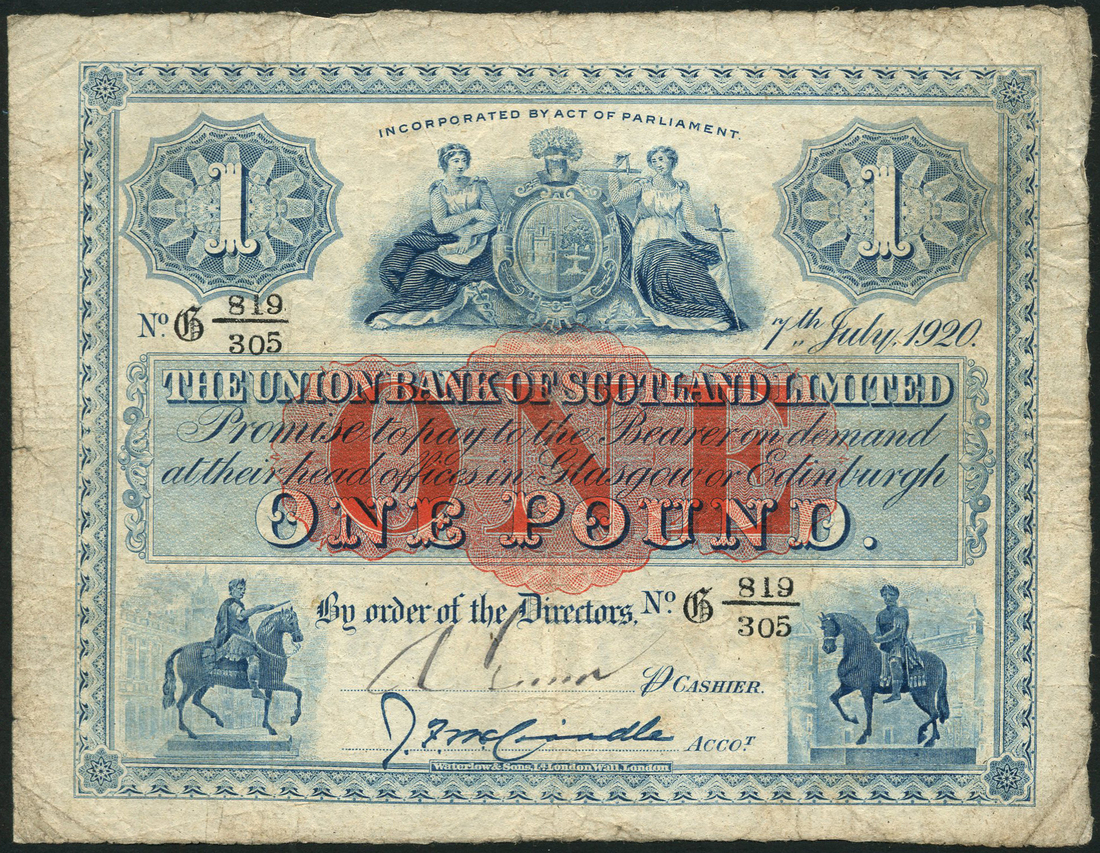 INCORPORATED BY ACT OF PARLIAMENT.
1 1
No. G 819/305
7th July, 1920.
THE UNION BANK OF SCOTLAND LIMITED
Promise to pay to the Bearer on demand
at their head offices in Glasgow or Edinburgh
ONE
ONE POUND.
By order of the Directors, No. G 819/305
CASHIER.
J. F. McCrindle ACCOT.
Waterlow & Sons, Ld. London Wall, London